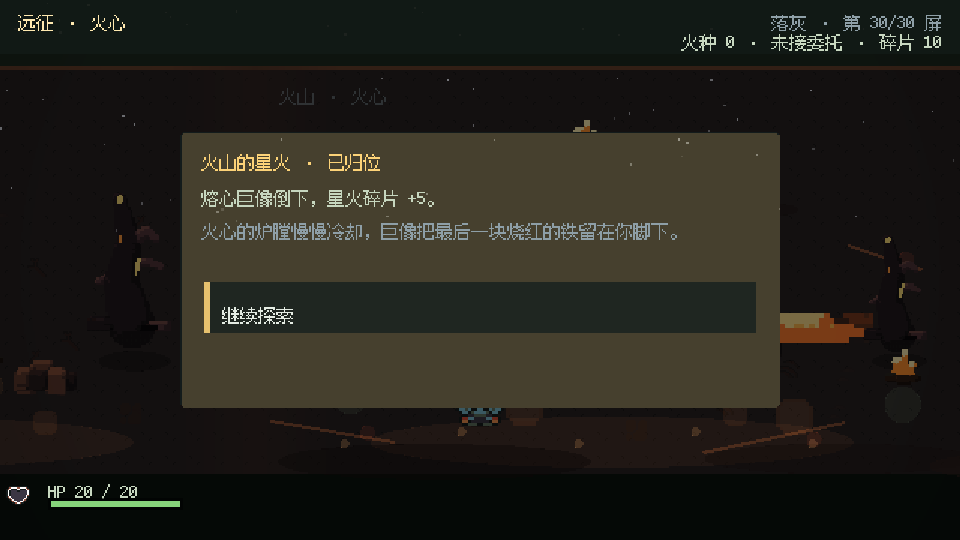 远征 · 火心
落灰 · 第 30/30 屏
火种 0 · 未接委托 · 碎片 10
火山 · 火心
火山的星火 · 已归位
熔心巨像倒下，星火碎片 +5。
火心的炉膛慢慢冷却，巨像把最后一块烧红的铁留在你脚下。
继续探索
HP 20 / 20